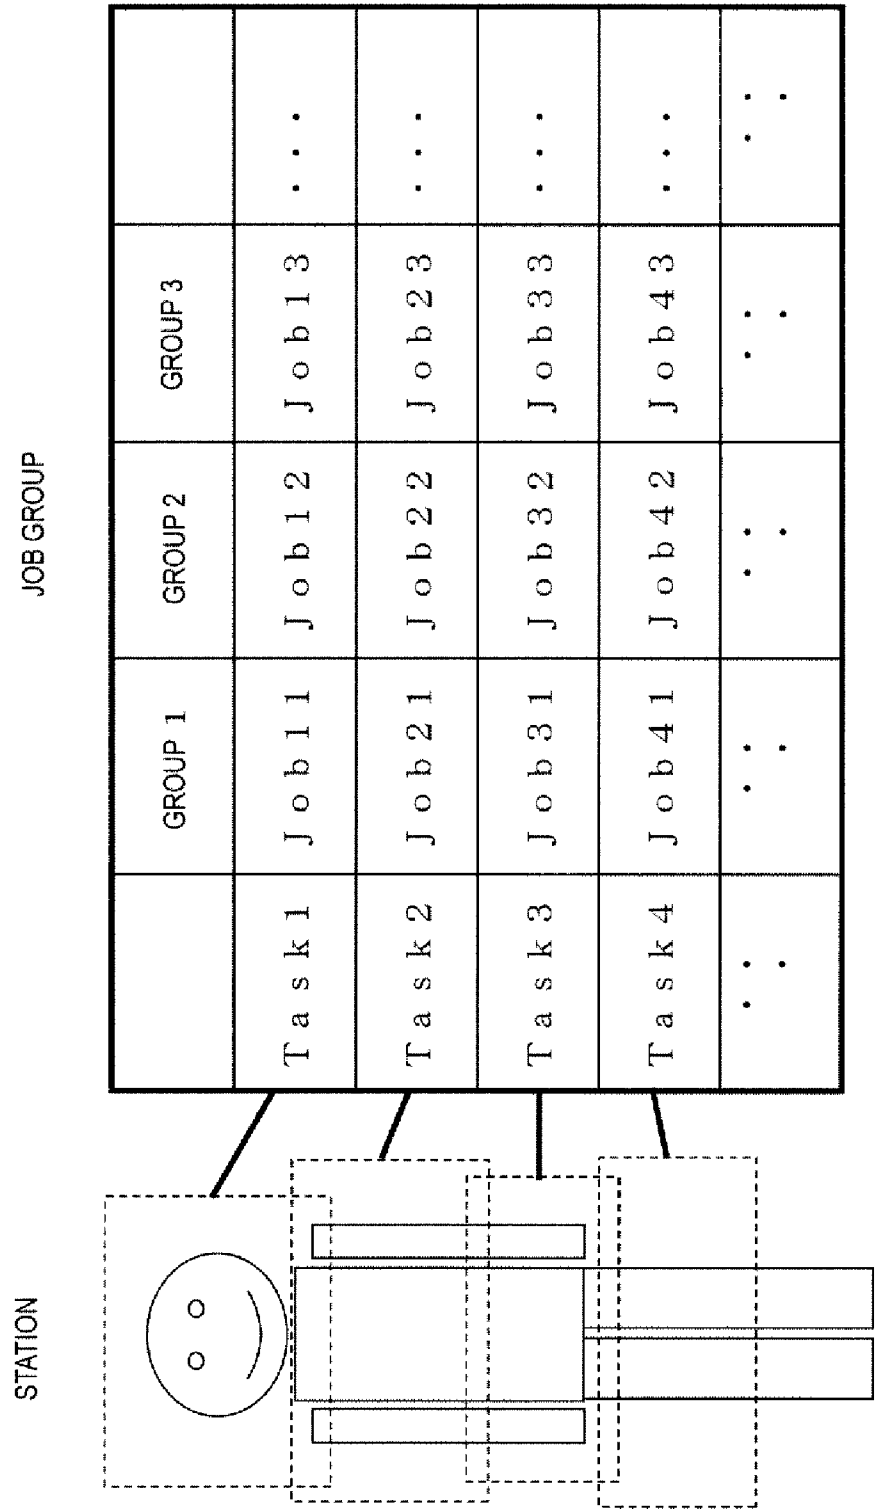 STATION
JOB GROUP
GROUP 1
GROUP 2
GROUP 3
Task1
Job11
Job12
Job13
...
Task2
Job21
Job22
Job23
...
Task3
Job31
Job32
Job33
...
Task4
Job41
Job42
Job43
...